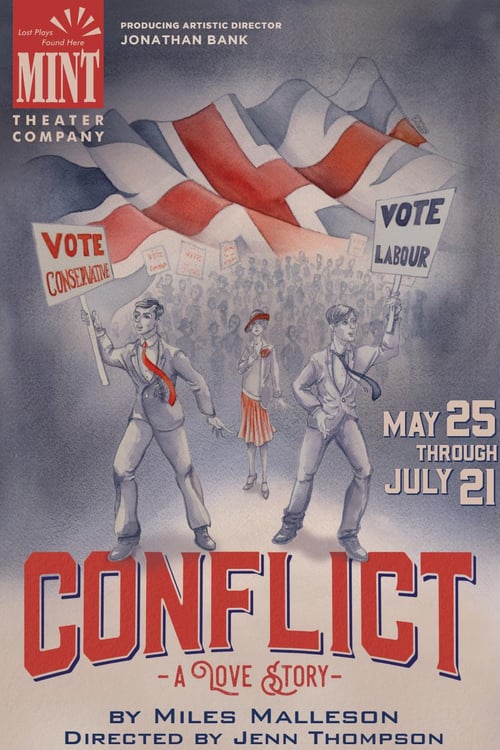 Lost Plays
Found Here
MINT
THEATER
COMPANY
PRODUCING ARTISTIC DIRECTOR
JONATHAN BANK
VOTE
CONSERVATIVE
VOTE
LABOUR
MAY 25
THROUGH
JULY 21
CONFLICT
- A LOVE STORY -
BY MILES MALLESON
DIRECTED BY JENN THOMPSON